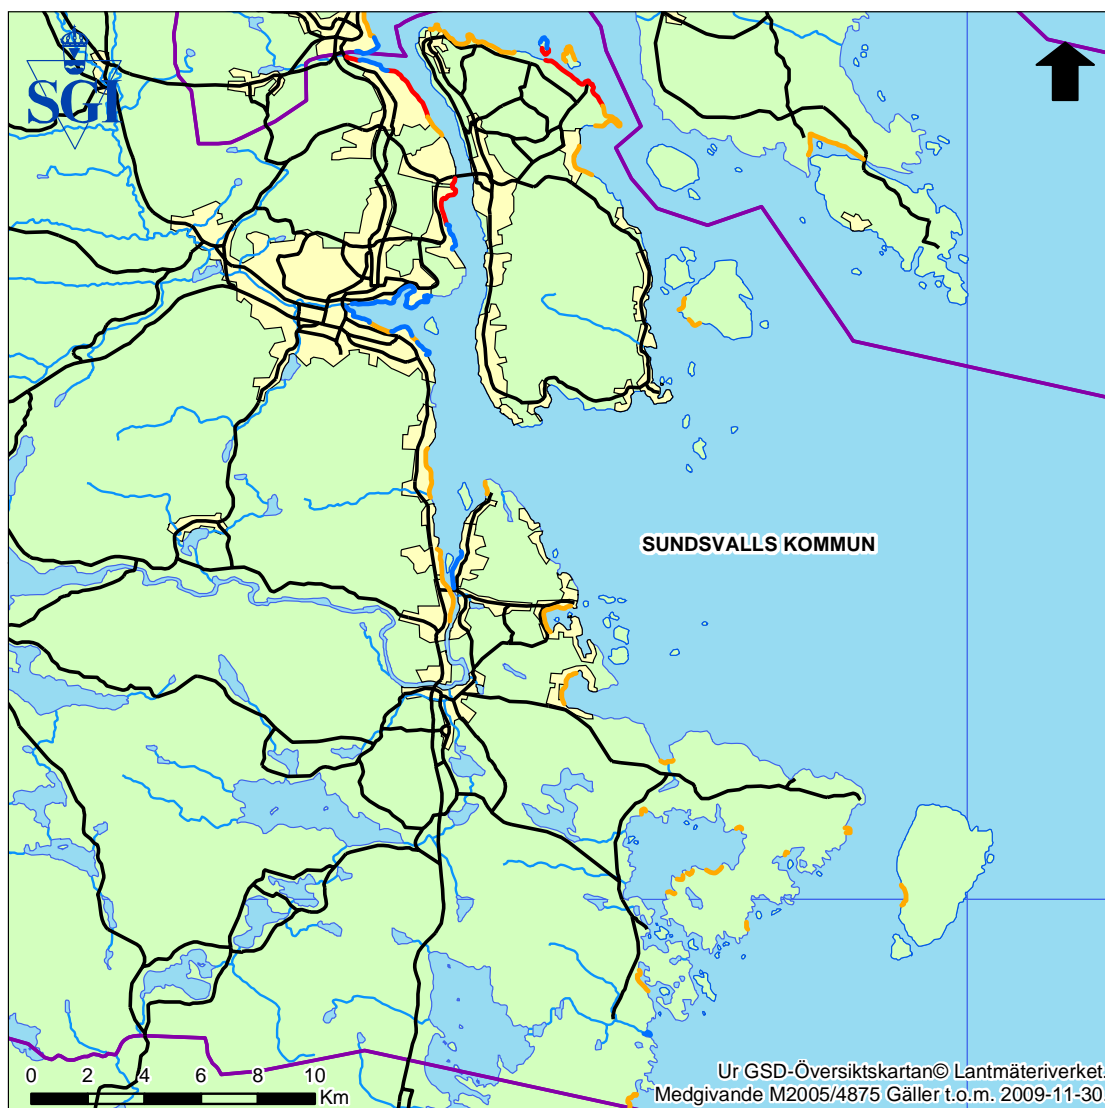 SGI
SUNDSVALLS KOMMUN
0 2 4 6 8 10
Km
Ur GSD-Översiktskartan© Lantmäteriverket.
Medgivande M2005/4875 Gäller t.o.m. 2009-11-30.